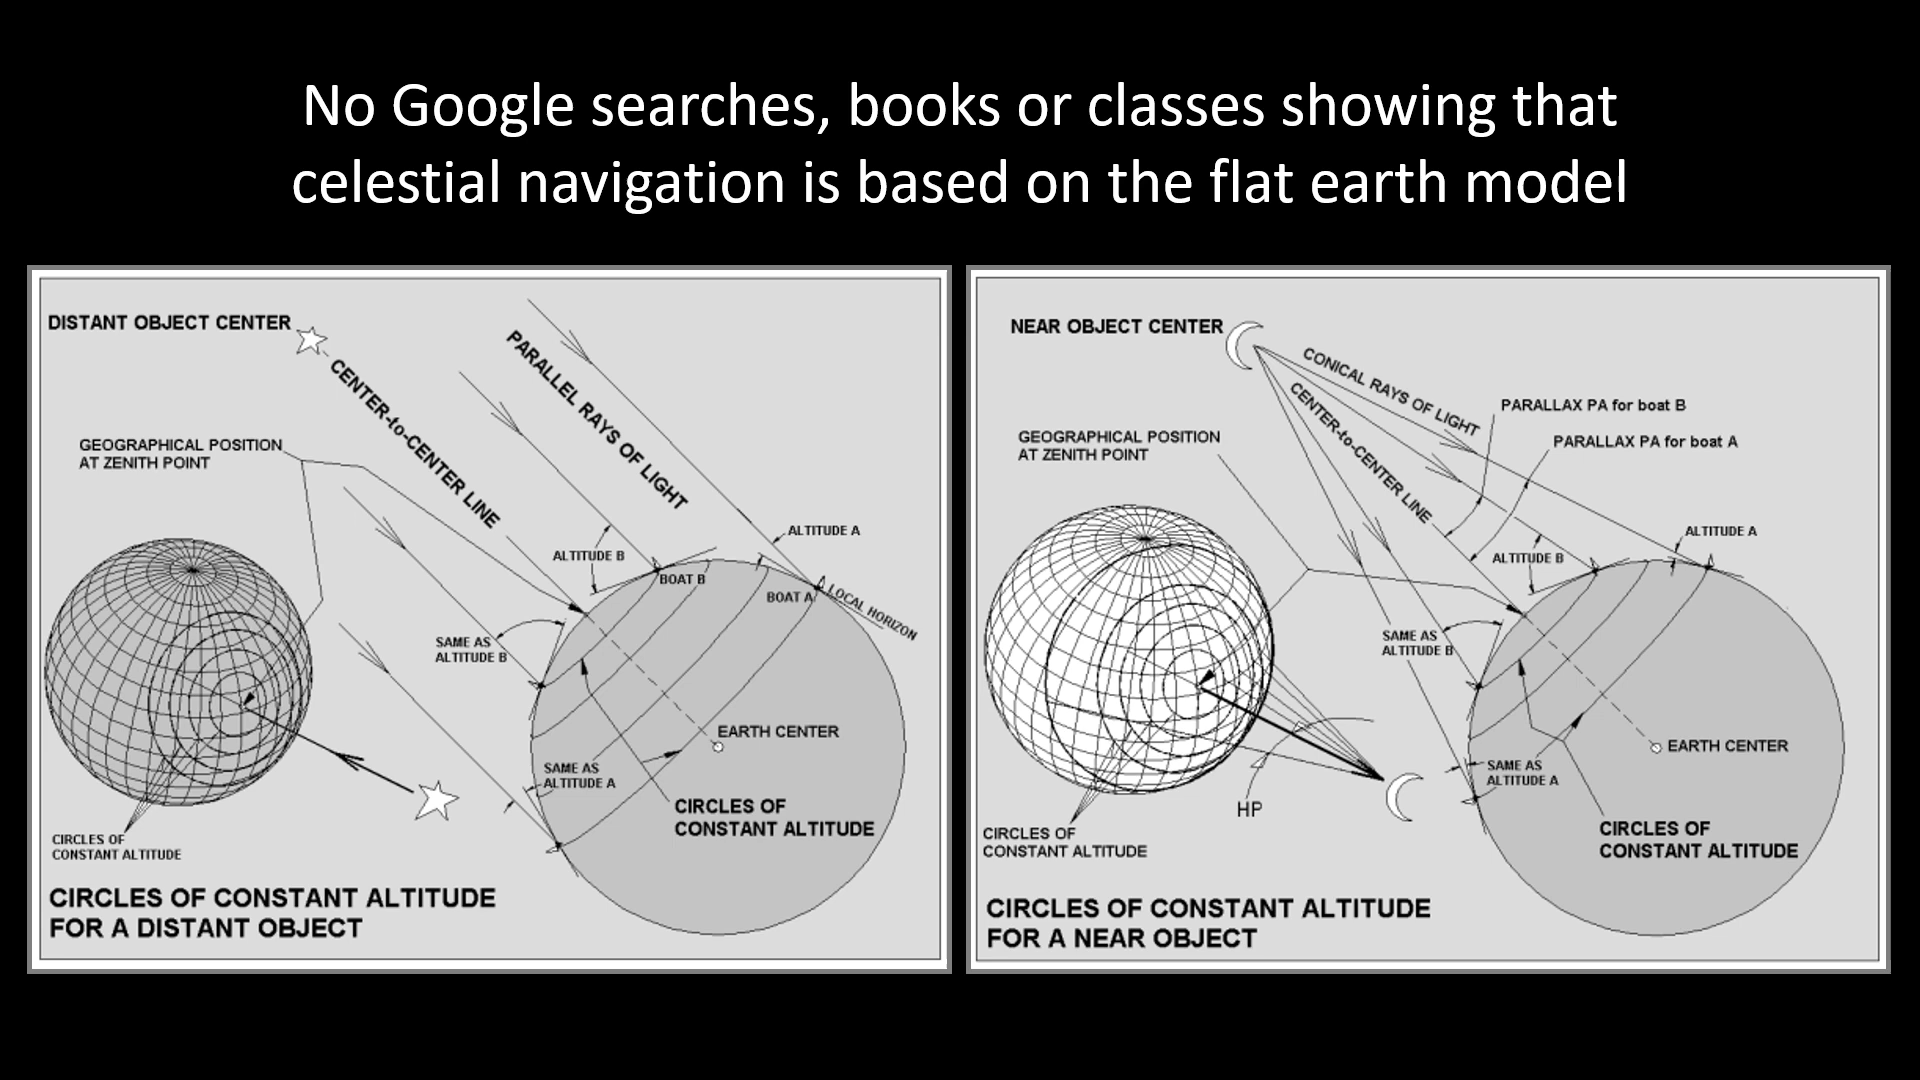 No Google searches, books or classes showing that
celestial navigation is based on the flat earth model
DISTANT OBJECT CENTER
CENTER-to-CENTER LINE
PARALLEL RAYS OF LIGHT
GEOGRAPHICAL POSITION
AT ZENITH POINT
ALTITUDE A
ALTITUDE B
BOAT B
BOAT A
LOCAL HORIZON
SAME AS
ALTITUDE B
EARTH CENTER
SAME AS
ALTITUDE A
CIRCLES OF
CONSTANT ALTITUDE
CIRCLES OF
CONSTANT ALTITUDE
CIRCLES OF CONSTANT ALTITUDE
FOR A DISTANT OBJECT
NEAR OBJECT CENTER
CONICAL RAYS OF LIGHT
CENTER-to-CENTER LINE
PARALLAX PA for boat B
PARALLAX PA for boat A
GEOGRAPHICAL POSITION
AT ZENITH POINT
ALTITUDE A
ALTITUDE B
SAME AS
ALTITUDE B
EARTH CENTER
SAME AS
ALTITUDE A
HP
CIRCLES OF
CONSTANT ALTITUDE
CIRCLES OF
CONSTANT ALTITUDE
CIRCLES OF CONSTANT ALTITUDE
FOR A NEAR OBJECT